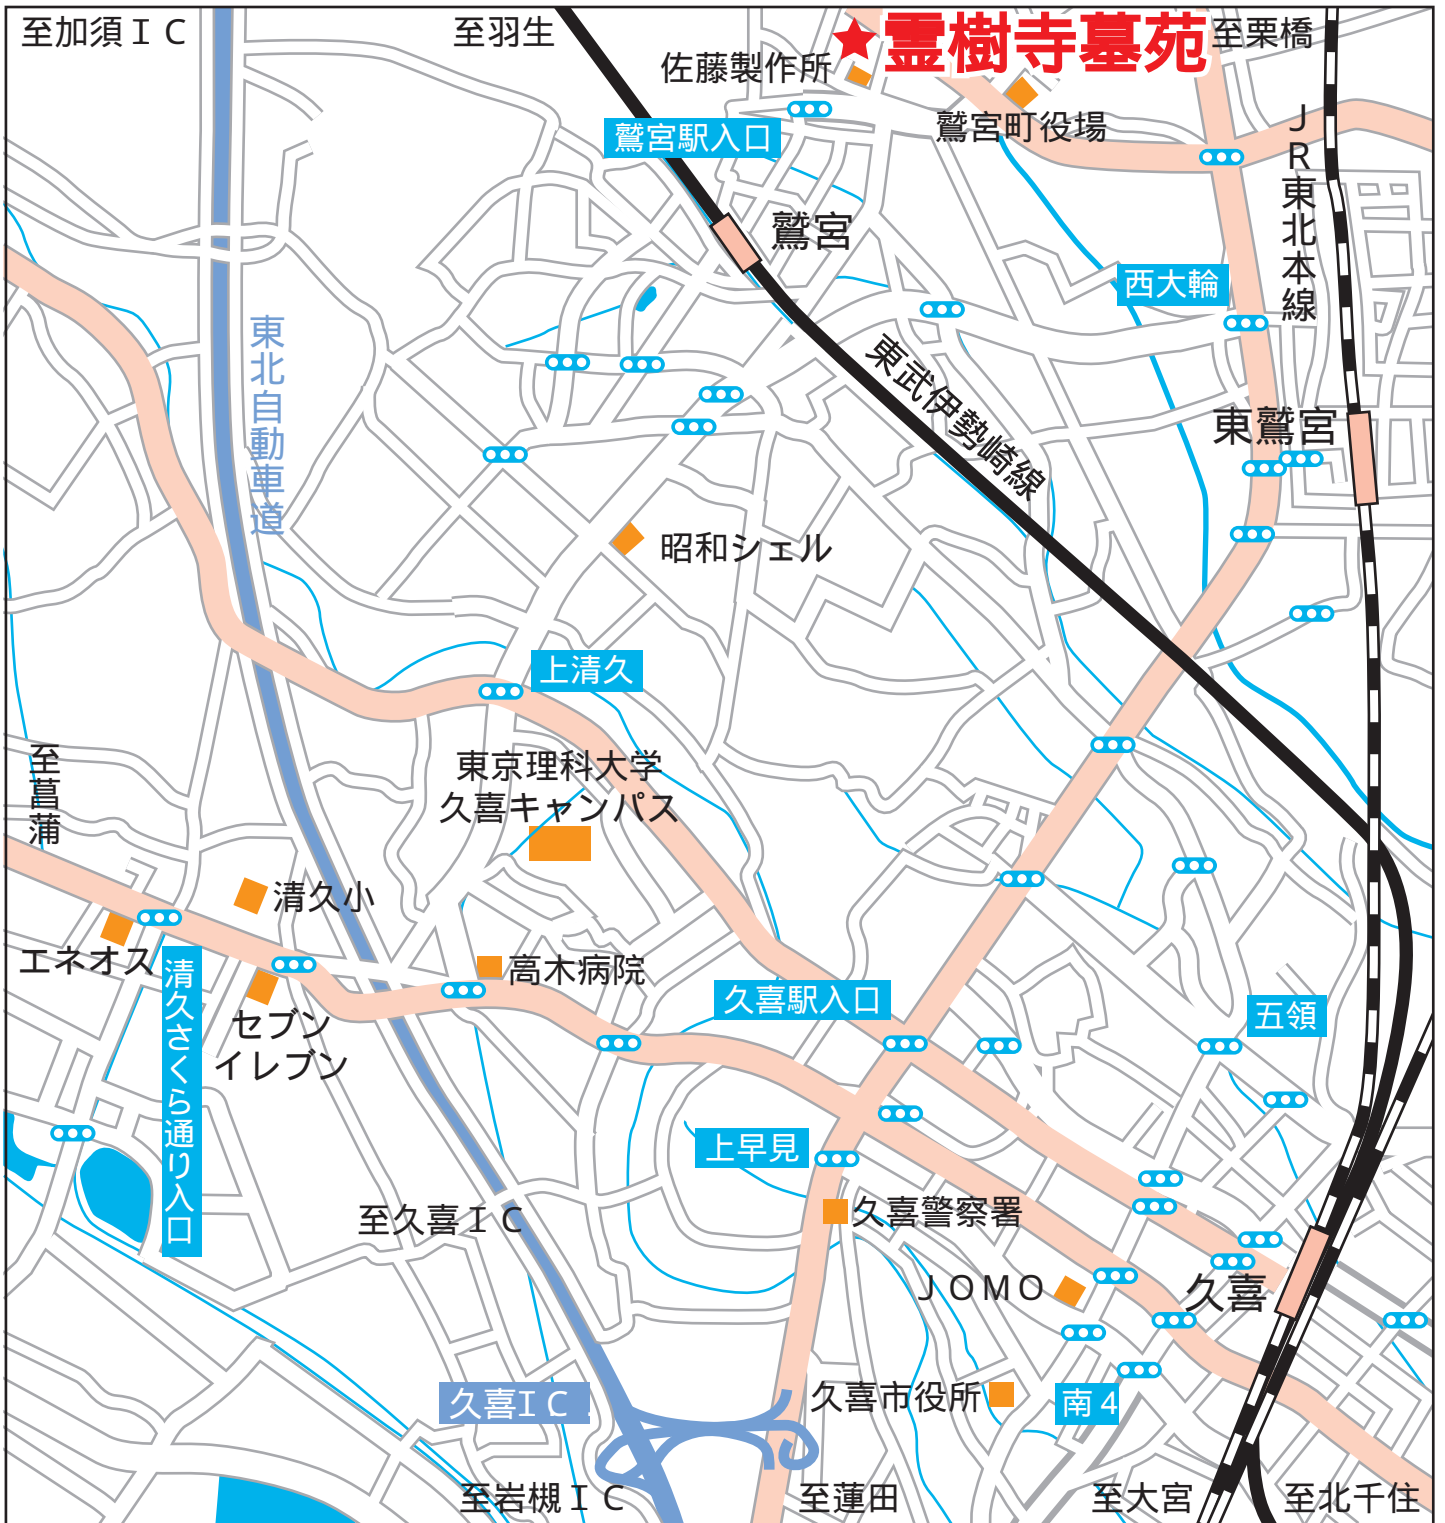 至加須ＩＣ
至羽生
霊樹寺墓苑
至栗橋
佐藤製作所
鷲宮町役場
鷲宮駅入口
ＪＲ東北本線
鷲宮
西大輪
東北自動車道
東武伊勢崎線
東鷲宮
昭和シェル
上清久
至菖蒲
東京理科大学
久喜キャンパス
清久小
エネオス
清久さくら通り入口
高木病院
久喜駅入口
五領
セブン
イレブン
上早見
至久喜ＩＣ
久喜警察署
ＪＯＭＯ
久喜
久喜ＩＣ
久喜市役所
南４
至岩槻ＩＣ
至蓮田
至大宮
至北千住